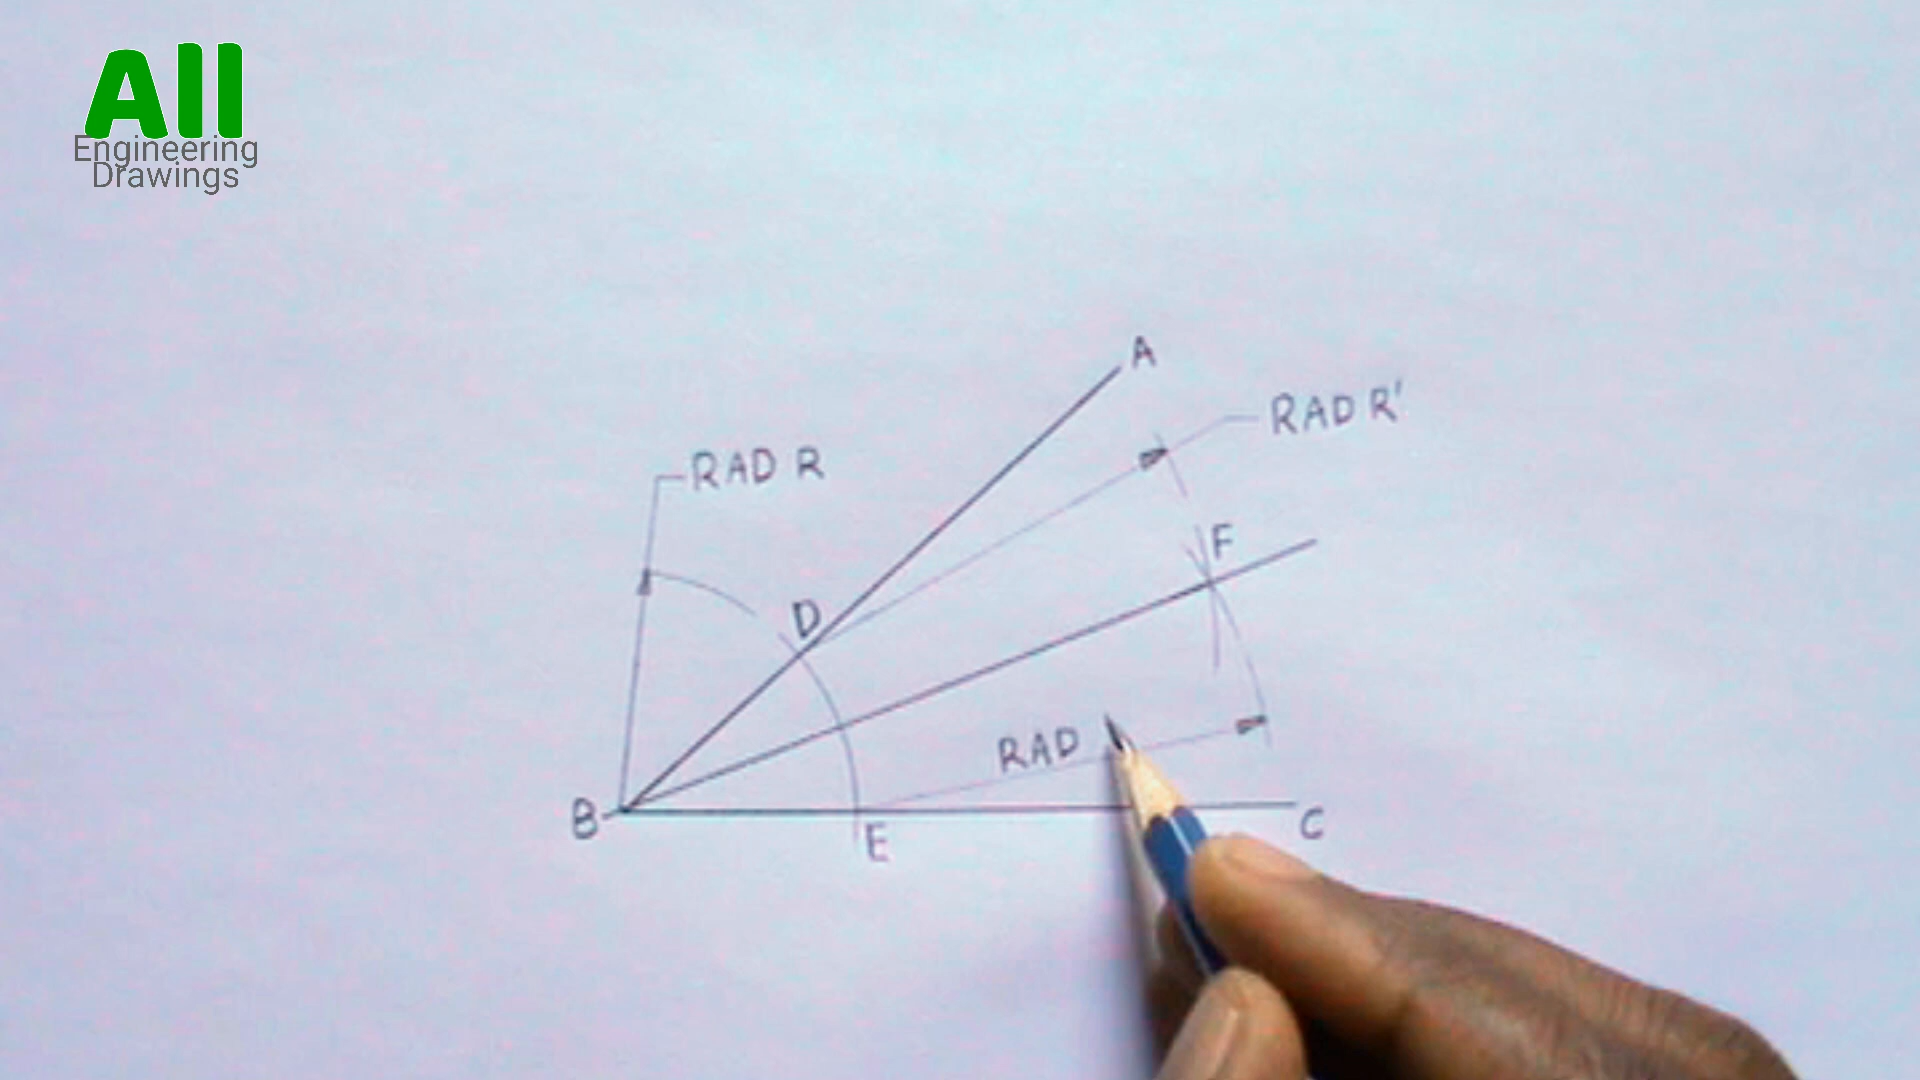 All
Engineering
Drawings
A
RAD R'
RAD R
F
D
RAD
B
E
C